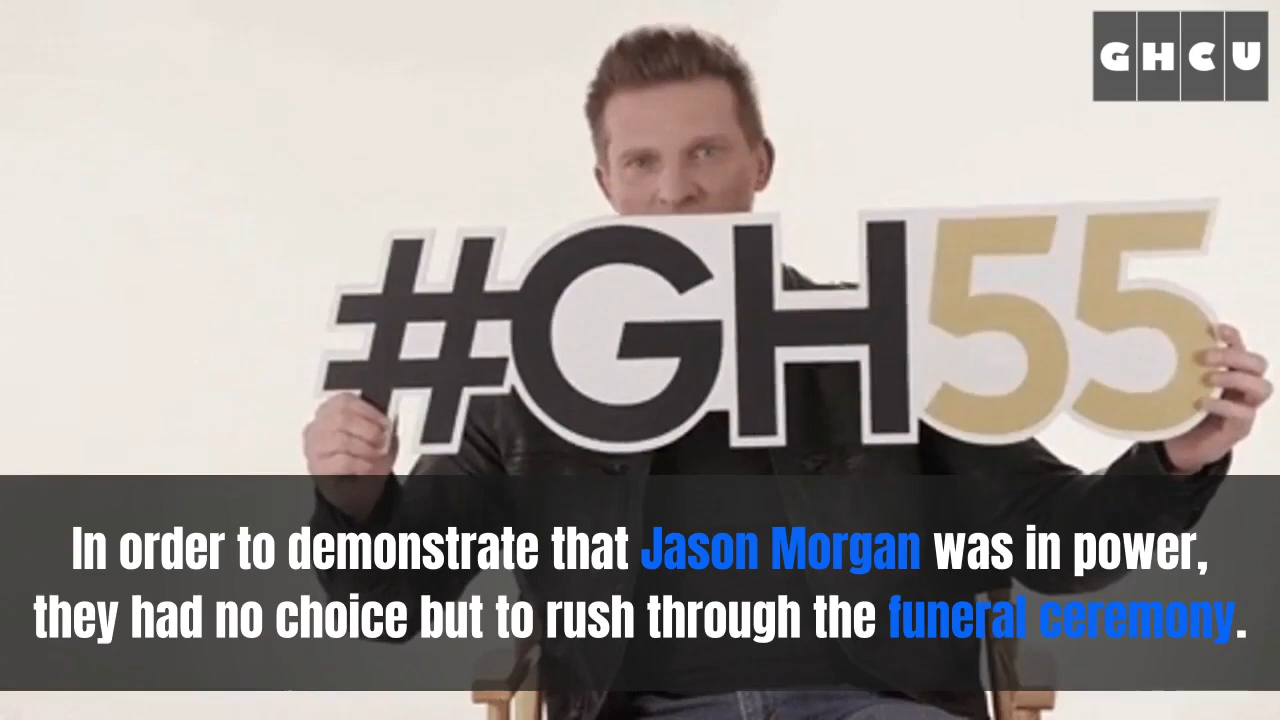 GHCU
#GH55
In order to demonstrate that Jason Morgan was in power,
they had no choice but to rush through the funeral ceremony.